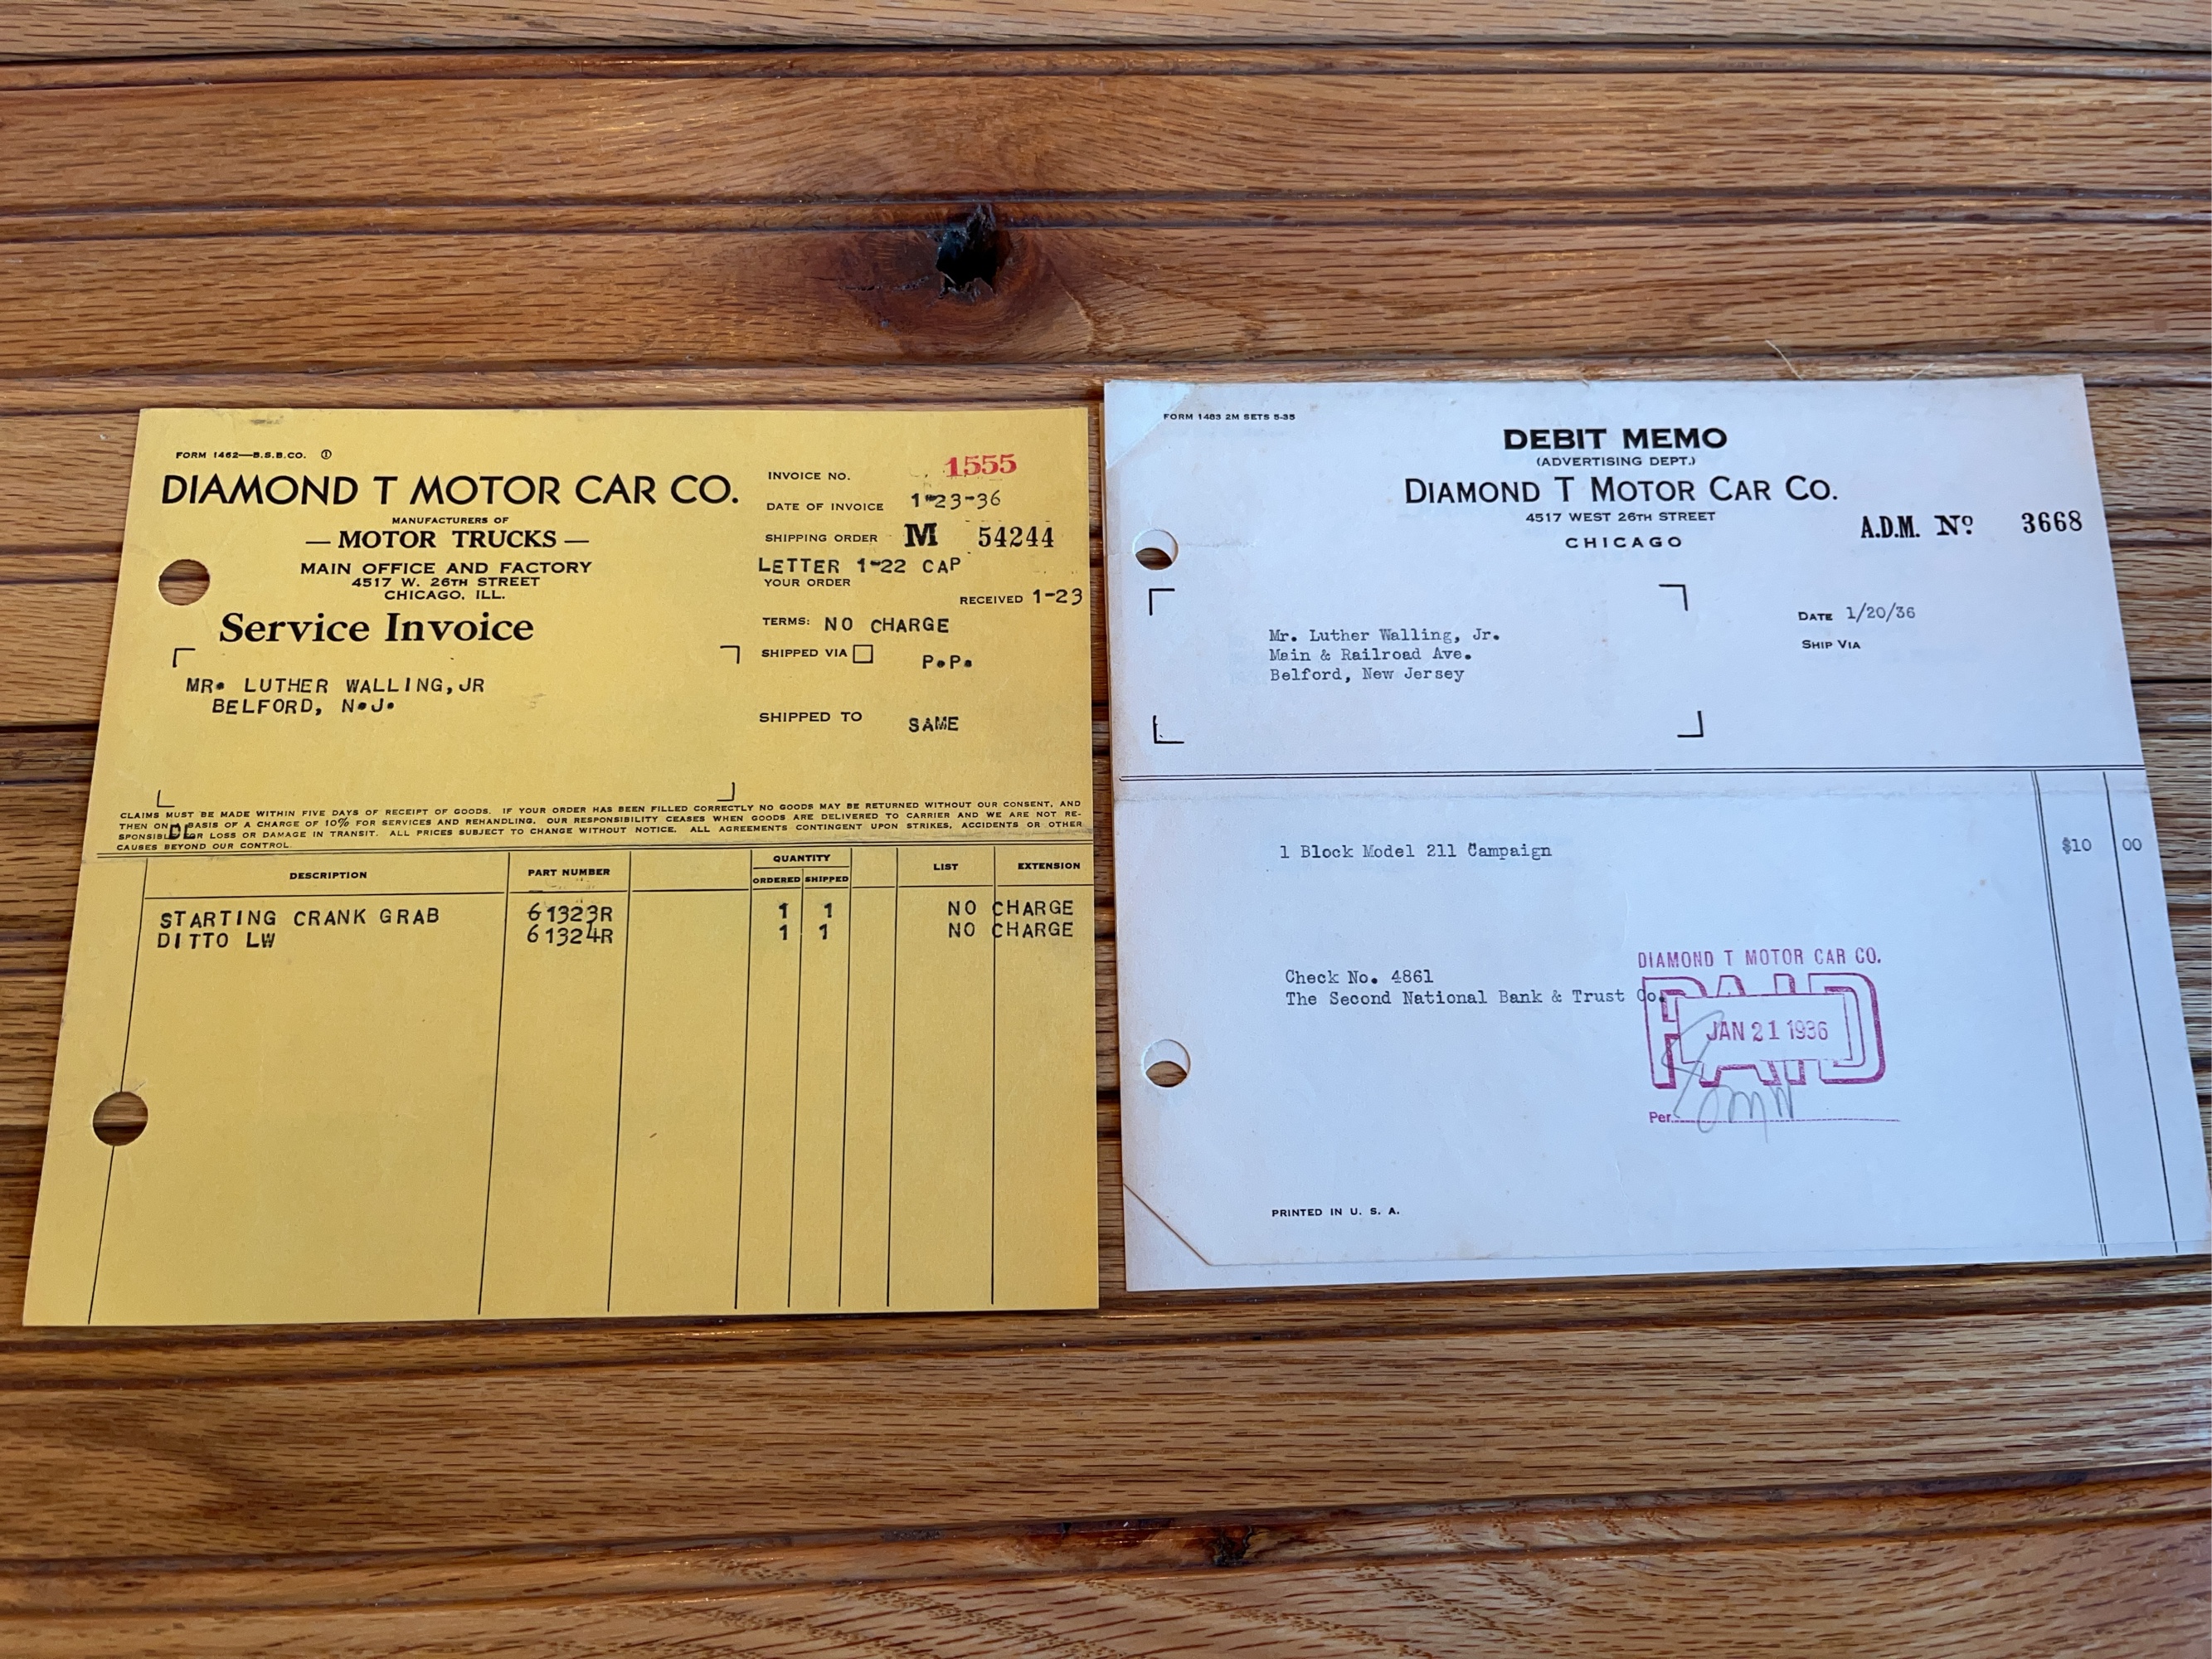 FORM 1462—B.S.B.CO. ①
DIAMOND T MOTOR CAR CO.
MANUFACTURERS OF
— MOTOR TRUCKS —
MAIN OFFICE AND FACTORY
4517 W. 26TH STREET
CHICAGO, ILL.
Service Invoice
MR. LUTHER WALLING,JR
BELFORD, N.J.
INVOICE NO. 1555
DATE OF INVOICE 1-23-36
SHIPPING ORDER M 54244
LETTER 1-22 CAP
YOUR ORDER
RECEIVED 1-23
TERMS: NO CHARGE
SHIPPED VIA P.P.
SHIPPED TO SAME
CLAIMS MUST BE MADE WITHIN FIVE DAYS OF RECEIPT OF GOODS. IF YOUR ORDER HAS BEEN FILLED CORRECTLY NO GOODS MAY BE RETURNED WITHOUT OUR CONSENT, AND
THEN ON BASIS OF A CHARGE OF 10% FOR SERVICES AND REHANDLING. OUR RESPONSIBILITY CEASES WHEN GOODS ARE DELIVERED TO CARRIER AND WE ARE NOT RE-
SPONSIBLE FOR LOSS OR DAMAGE IN TRANSIT. ALL PRICES SUBJECT TO CHANGE WITHOUT NOTICE. ALL AGREEMENTS CONTINGENT UPON STRIKES, ACCIDENTS OR OTHER
CAUSES BEYOND OUR CONTROL.
DL
DESCRIPTION PART NUMBER QUANTITY LIST EXTENSION
ORDERED SHIPPED
STARTING CRANK GRAB 61323R 1 1 NO CHARGE
DITTO LW 61324R 1 1 NO CHARGE
FORM 1483 2M SETS 5-35
DEBIT MEMO
(ADVERTISING DEPT.)
DIAMOND T MOTOR CAR CO.
4517 WEST 26TH STREET
CHICAGO
A.D.M. Nº 3668
Mr. Luther Walling, Jr.
Main & Railroad Ave.
Belford, New Jersey
DATE 1/20/36
SHIP VIA
1 Block Model 211 Campaign $10 00
Check No. 4861
The Second National Bank & Trust Co.
DIAMOND T MOTOR CAR CO.
PAID
JAN 21 1936
Per
PRINTED IN U. S. A.